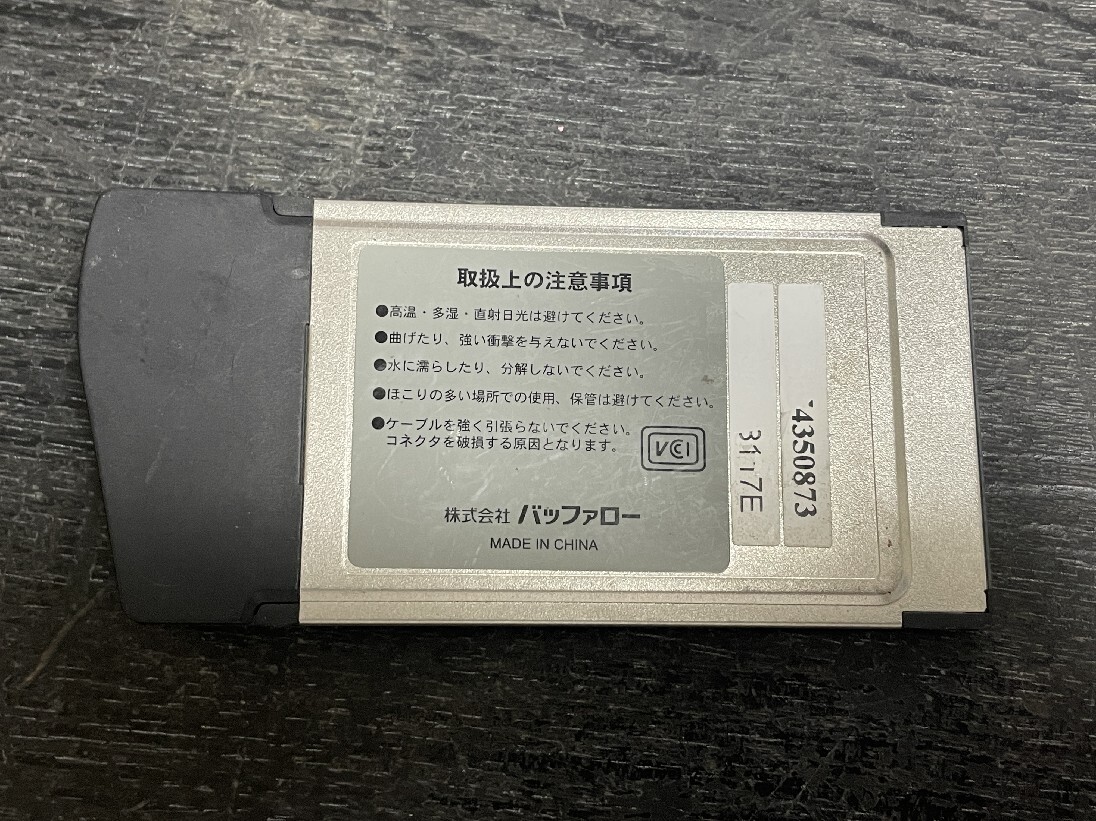 取扱上の注意事項
●高温・多湿・直射日光は避けてください。
●曲げたり、強い衝撃を与えないでください。
●水に濡らしたり、分解しないでください。
●ほこりの多い場所での使用、保管は避けてください。
●ケーブルを強く引張らないでください。
コネクタを破損する原因となります。
VCCI
株式会社 バッファロー
MADE IN CHINA
4350873